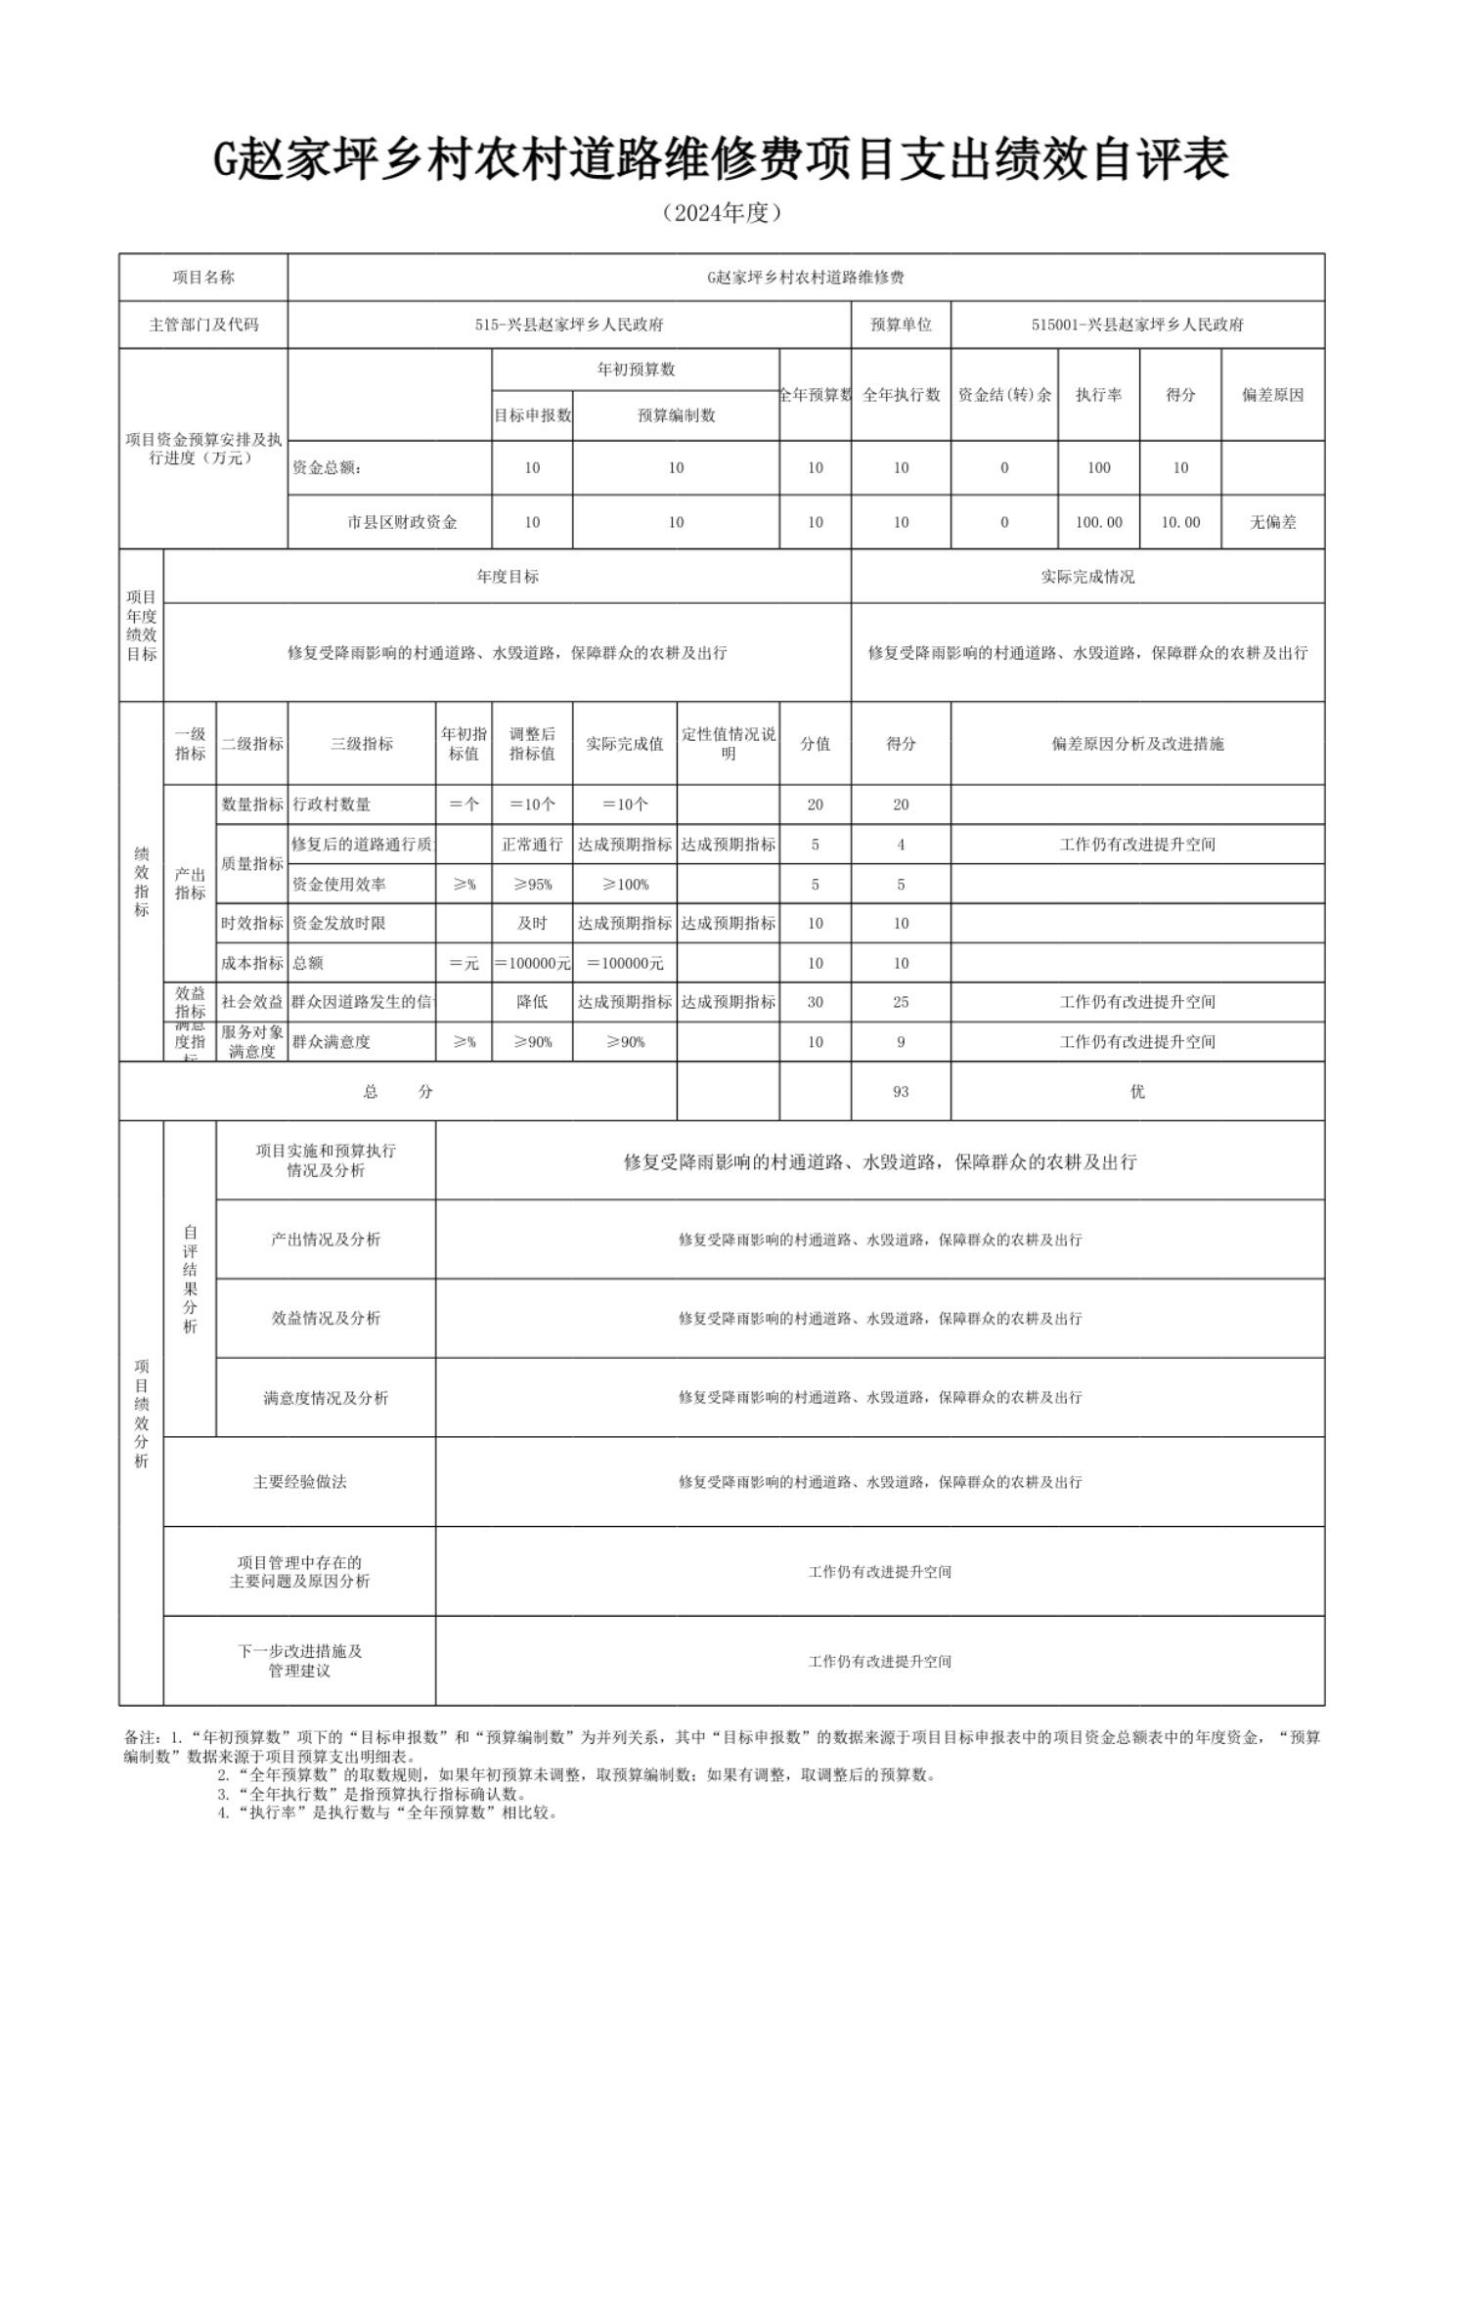 G赵家坪乡村农村道路维修费项目支出绩效自评表
（2024年度）
项目名称 G赵家坪乡村农村道路维修费
主管部门及代码 515-兴县赵家坪乡人民政府 预算单位 515001-兴县赵家坪乡人民政府
项目资金预算安排及执
行进度（万元）
年初预算数
全年预算数 全年执行数 资金结(转)余 执行率 得分 偏差原因
目标申报数 预算编制数
资金总额： 10 10 10 10 0 100 10
市县区财政资金 10 10 10 10 0 100.00 10.00 无偏差
项目
年度
绩效
目标
年度目标 实际完成情况
修复受降雨影响的村通道路、水毁道路，保障群众的农耕及出行 修复受降雨影响的村通道路、水毁道路，保障群众的农耕及出行
绩
效
指
标
一级
指标
二级指标 三级指标
年初指
标值
调整后
指标值
实际完成值
定性值情况说
明
分值 得分 偏差原因分析及改进措施
产出
指标
数量指标 行政村数量 ＝个 ＝10个 ＝10个 20 20
质量指标
修复后的道路通行质 正常通行 达成预期指标 达成预期指标 5 4 工作仍有改进提升空间
资金使用效率 ≥% ≥95% ≥100% 5 5
时效指标 资金发放时限 及时 达成预期指标 达成预期指标 10 10
成本指标 总额 ＝元 ＝100000元 ＝100000元 10 10
效益
指标
社会效益 群众因道路发生的信 降低 达成预期指标 达成预期指标 30 25 工作仍有改进提升空间
满意
度指
标
服务对象
满意度
群众满意度 ≥% ≥90% ≥90% 10 9 工作仍有改进提升空间
总 分 93 优
项
目
绩
效
分
析
自
评
结
果
分
析
项目实施和预算执行
情况及分析
修复受降雨影响的村通道路、水毁道路，保障群众的农耕及出行
产出情况及分析 修复受降雨影响的村通道路、水毁道路，保障群众的农耕及出行
效益情况及分析 修复受降雨影响的村通道路、水毁道路，保障群众的农耕及出行
满意度情况及分析 修复受降雨影响的村通道路、水毁道路，保障群众的农耕及出行
主要经验做法 修复受降雨影响的村通道路、水毁道路，保障群众的农耕及出行
项目管理中存在的
主要问题及原因分析
工作仍有改进提升空间
下一步改进措施及
管理建议
工作仍有改进提升空间
备注：1.“年初预算数”项下的“目标申报数”和“预算编制数”为并列关系，其中“目标申报数”的数据来源于项目目标申报表中的项目资金总额表中的年度资金，“预算
编制数”数据来源于项目预算支出明细表。
2.“全年预算数”的取数规则，如果年初预算未调整，取预算编制数；如果有调整，取调整后的预算数。
3.“全年执行数”是指预算执行指标确认数。
4.“执行率”是执行数与“全年预算数”相比较。